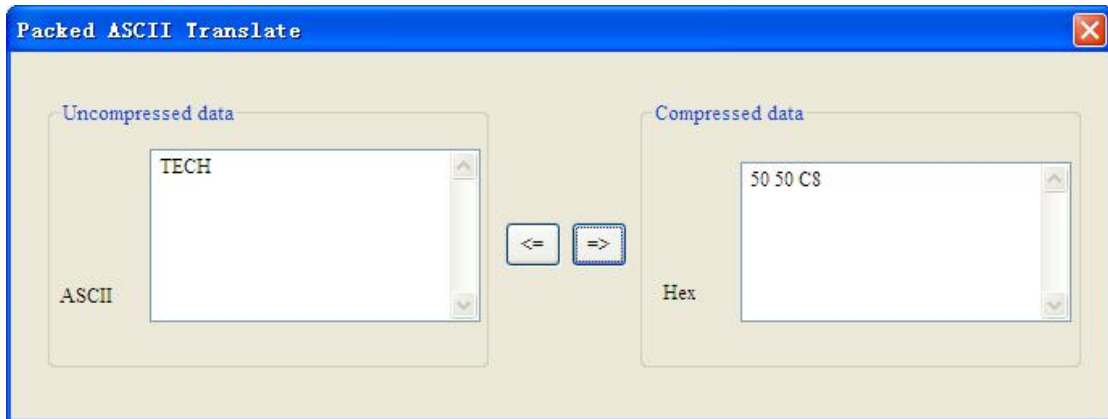 Packed ASCII Translate
Uncompressed data
TECH
ASCII
<=
=>
Compressed data
50 50 C8
Hex